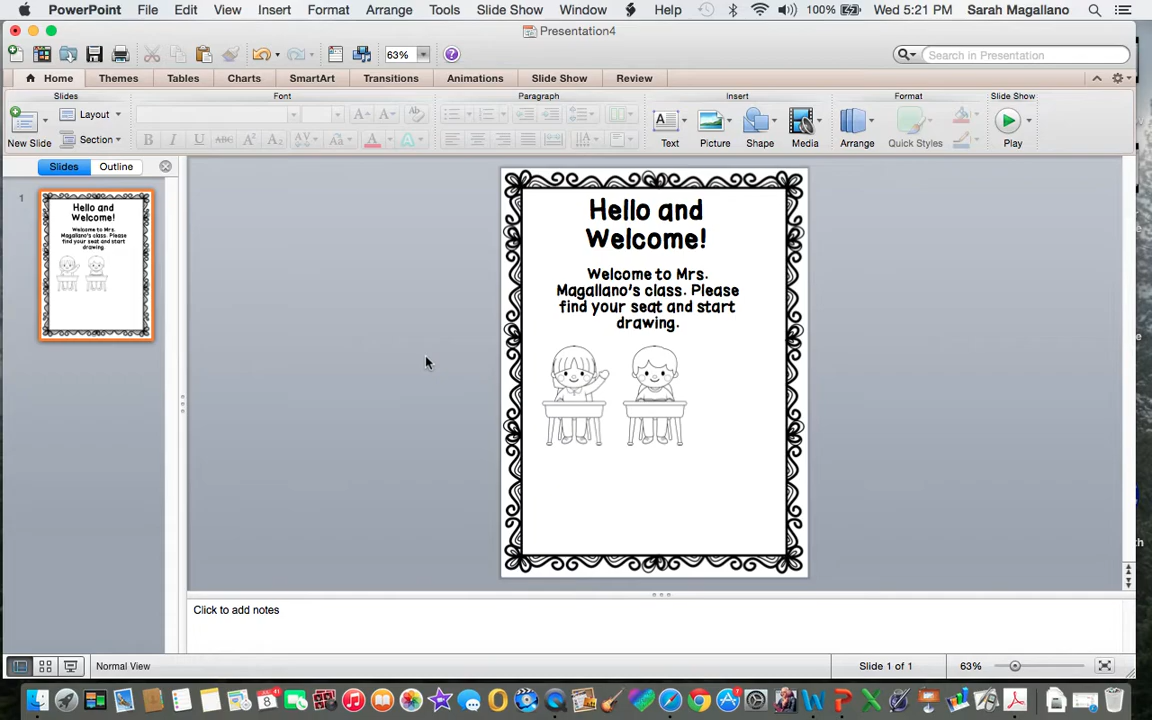 PowerPoint File Edit View Insert Format Arrange Tools Slide Show Window Help 100% Wed 5:21 PM Sarah Magallano
Presentation4
63% Search in Presentation
Home Themes Tables Charts SmartArt Transitions Animations Slide Show Review
Slides Font Paragraph Insert Format Slide Show
Layout
Section
New Slide Text Picture Shape Media Arrange Quick Styles Play
Slides Outline
1
Hello and
Welcome!
Welcome to Mrs.
Magallano's class. Please
find your seat and start
drawing
Hello and
Welcome!
Welcome to Mrs.
Magallano's class. Please
find your seat and start
drawing.
Click to add notes
Normal View Slide 1 of 1 63%